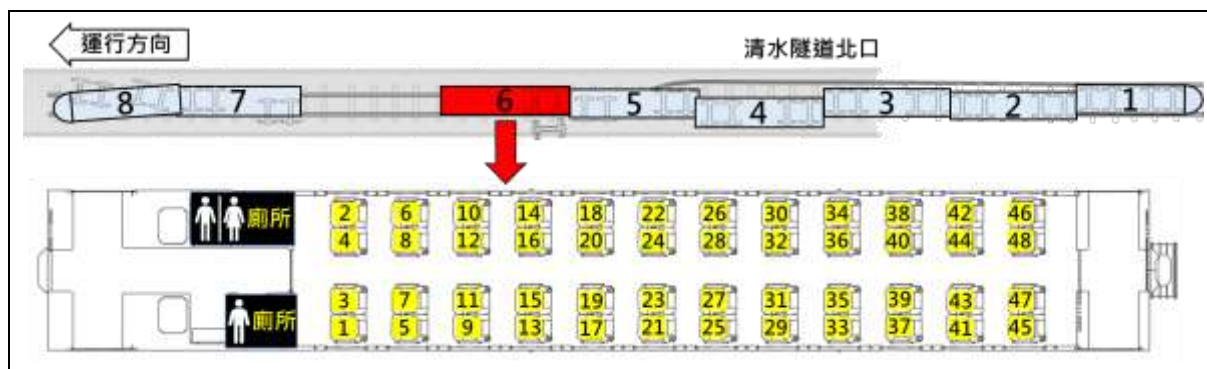 運行方向
清水隧道北口
8 7 6 5 4 3 2 1
廁所 2 6 10 14 18 22 26 30 34 38 42 46
4 8 12 16 20 24 28 32 36 40 44 48
3 7 11 15 19 23 27 31 35 39 43 47
廁所 1 5 9 13 17 21 25 29 33 37 41 45